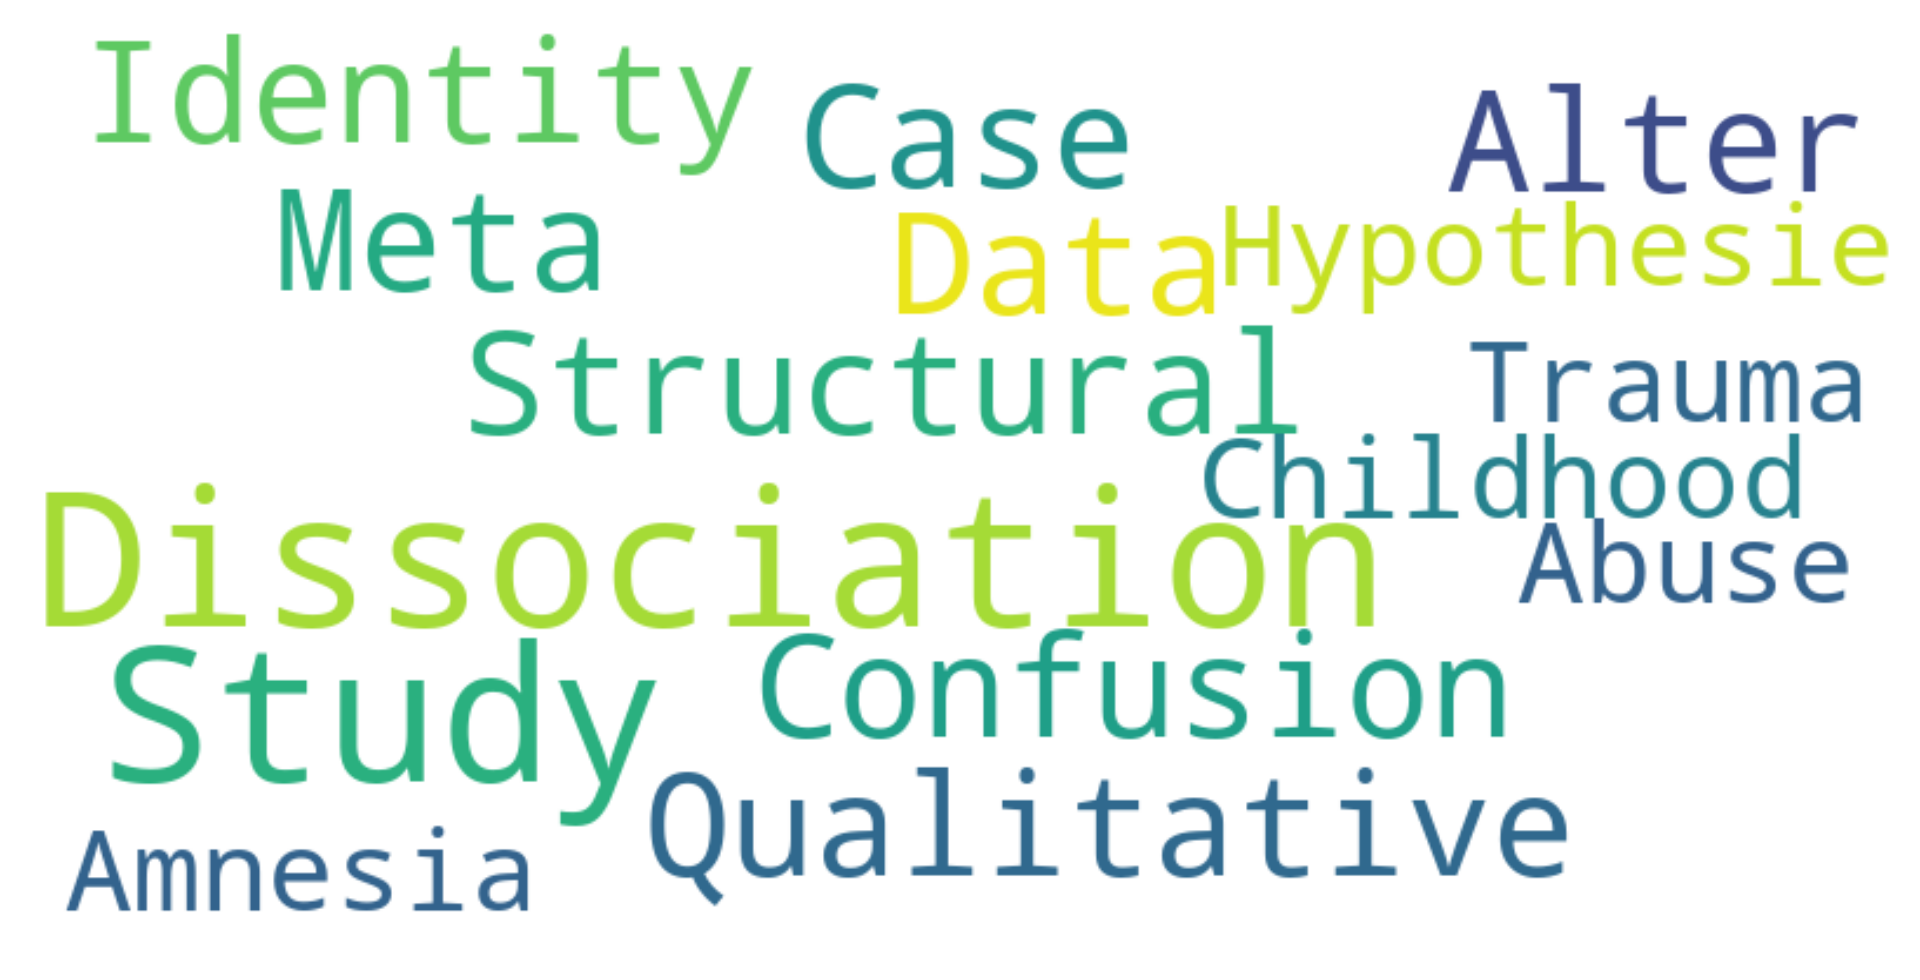 Identity
Case
Alter
Meta
Data
Hypothesie
Structural
Trauma
Childhood
Dissociation
Abuse
Study
Confusion
Qualitative
Amnesia